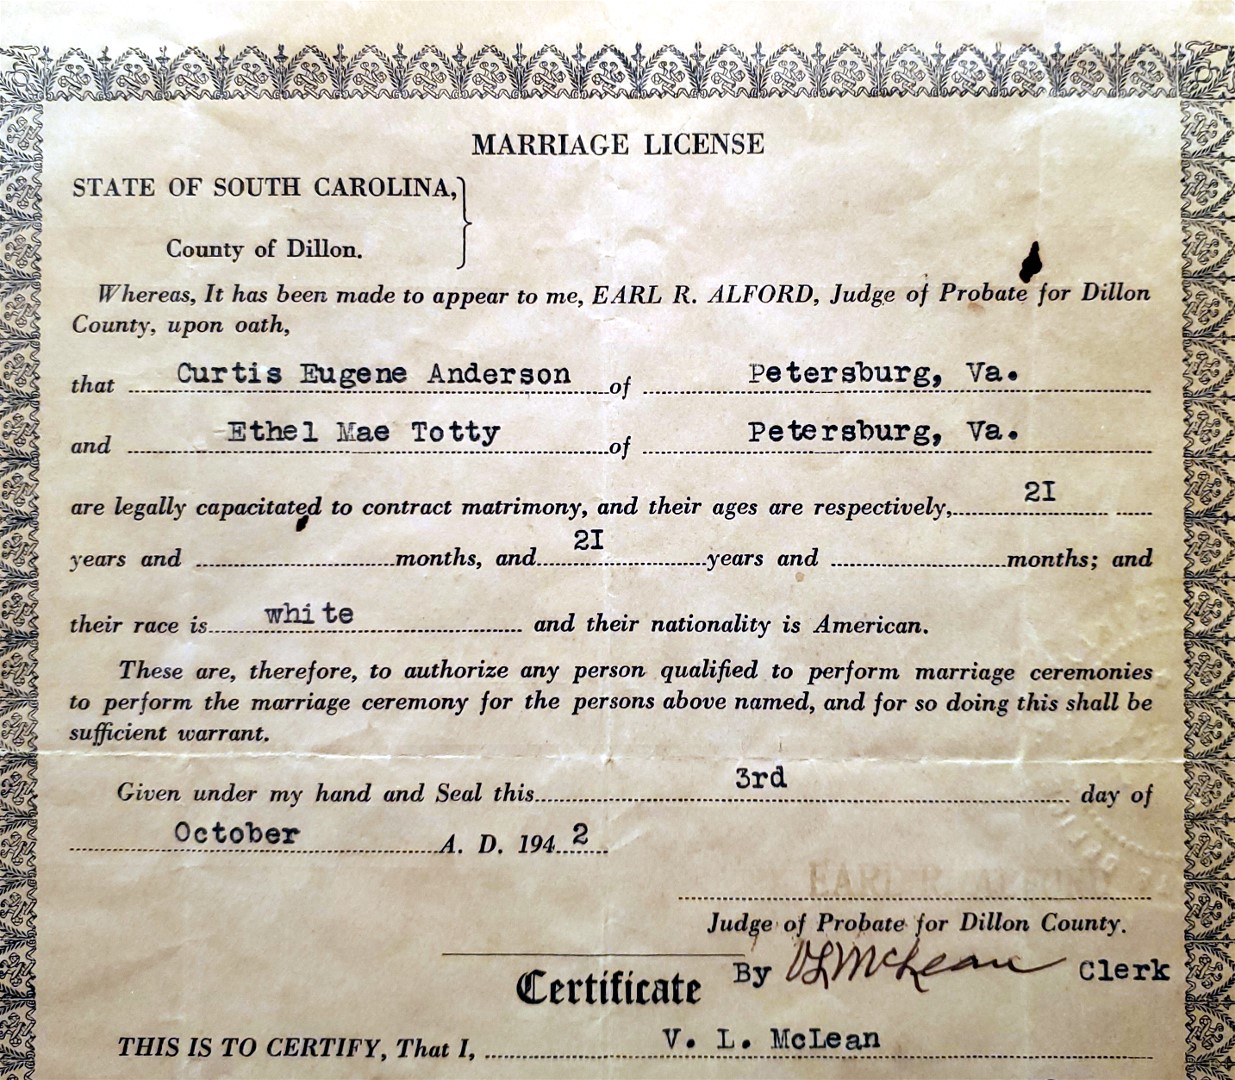 MARRIAGE LICENSE
STATE OF SOUTH CAROLINA,
County of Dillon.
Whereas, It has been made to appear to me, EARL R. ALFORD, Judge of Probate for Dillon
County, upon oath,
that Curtis Eugene Anderson of Petersburg, Va.
and Ethel Mae Totty of Petersburg, Va.
are legally capacitated to contract matrimony, and their ages are respectively, 2I
years and months, and 2I years and months; and
their race is white and their nationality is American.
These are, therefore, to authorize any person qualified to perform marriage ceremonies
to perform the marriage ceremony for the persons above named, and for so doing this shall be
sufficient warrant.
Given under my hand and Seal this 3rd day of
October A. D. 1942
EARL R. ALFORD
Judge of Probate for Dillon County.
By V L McLean Clerk
Certificate
THIS IS TO CERTIFY, That I, V. L. McLean